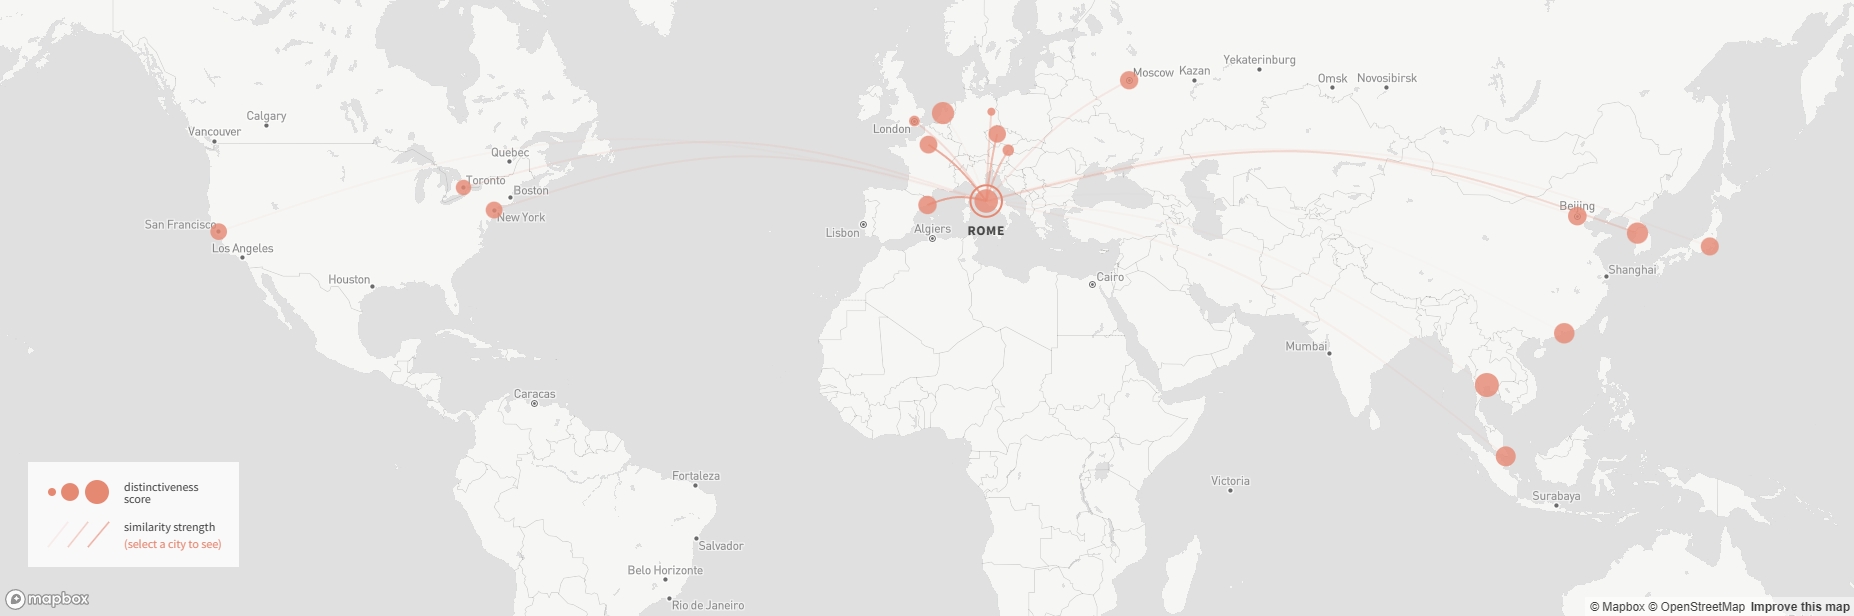 Moscow
Kazan
Yekaterinburg
Omsk
Novosibirsk
Calgary
Vancouver
London
Quebec
Toronto
Boston
New York
San Francisco
Los Angeles
Houston
Lisbon
Algiers
ROME
Cairo
Beijing
Shanghai
Mumbai
Caracas
Fortaleza
Victoria
Surabaya
Salvador
Belo Horizonte
Rio de Janeiro
distinctiveness
score
similarity strength
(select a city to see)
mapbox
© Mapbox © OpenStreetMap Improve this map